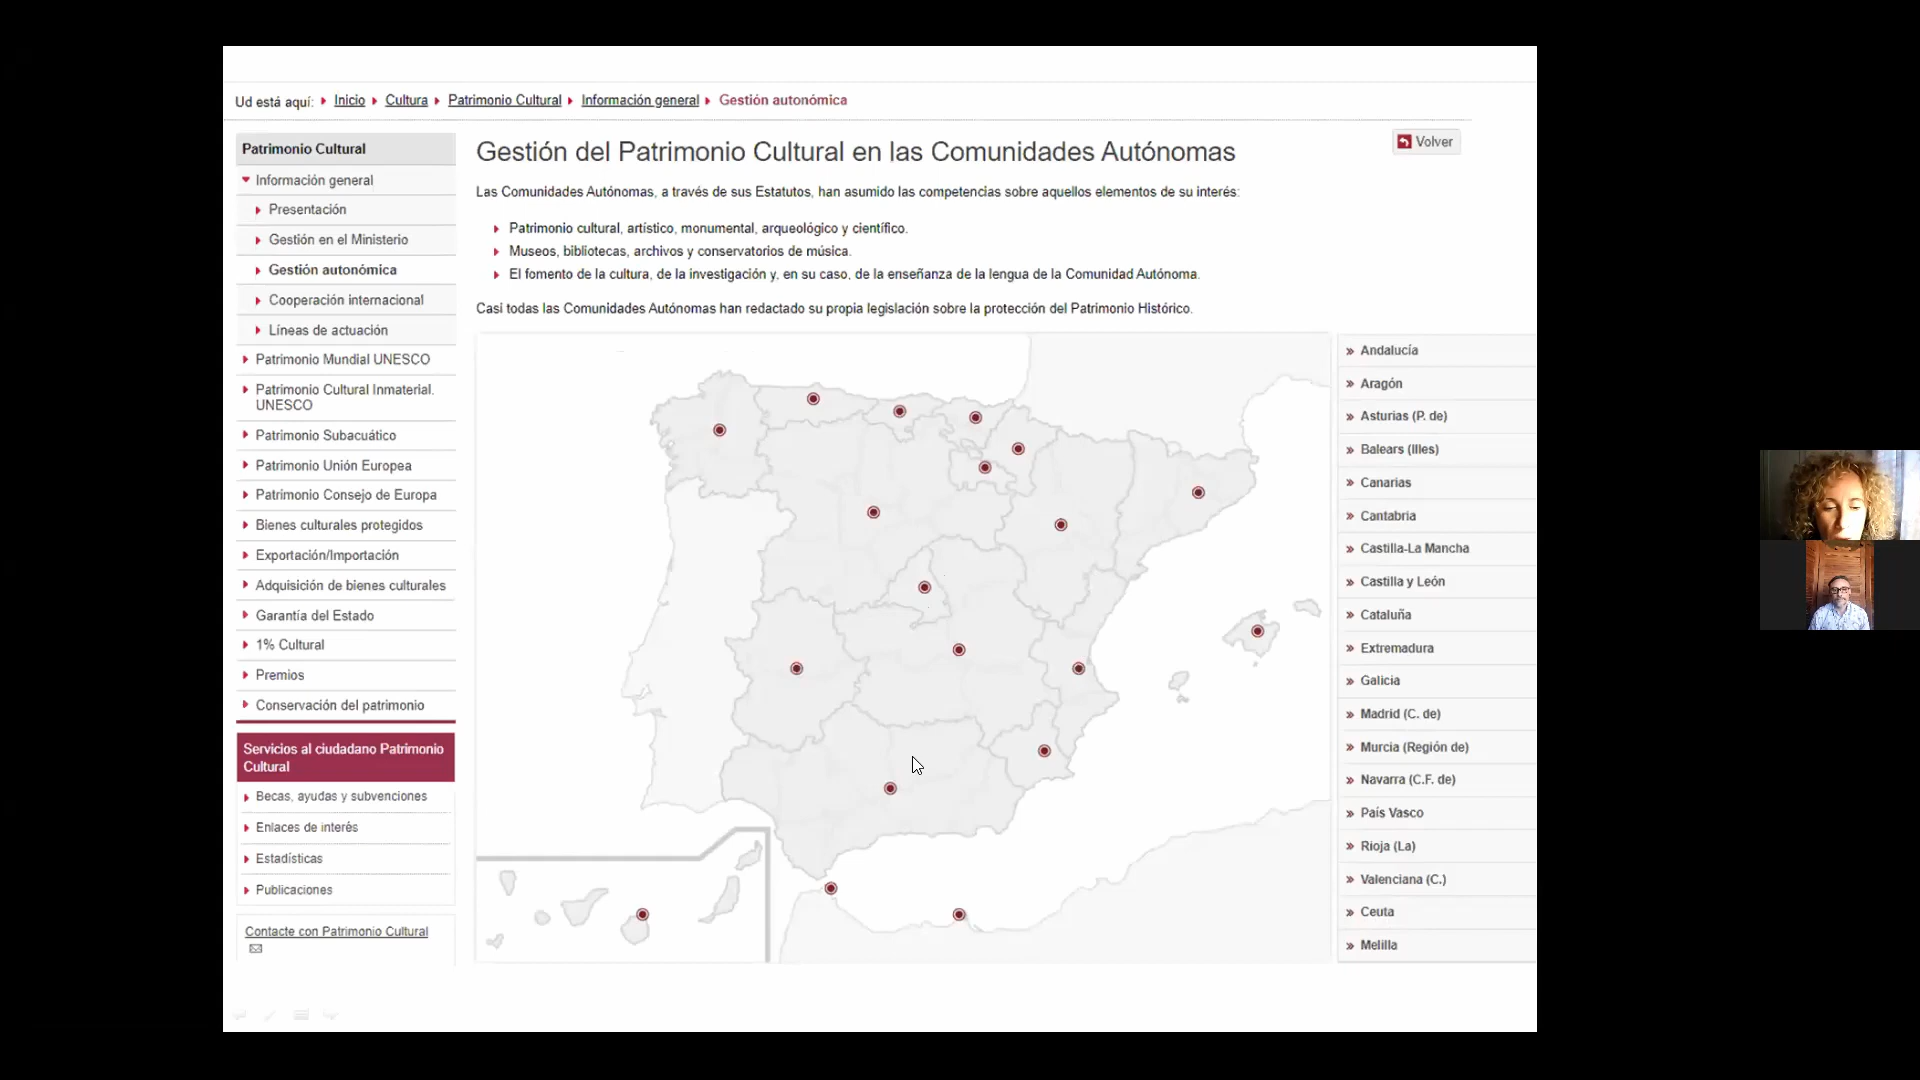 Ud está aquí: Inicio Cultura Patrimonio Cultural Información general Gestión autonómica
Patrimonio Cultural
Información general
Presentación
Gestión en el Ministerio
Gestión autonómica
Cooperación internacional
Líneas de actuación
Patrimonio Mundial UNESCO
Patrimonio Cultural Inmaterial.
UNESCO
Patrimonio Subacuático
Patrimonio Unión Europea
Patrimonio Consejo de Europa
Bienes culturales protegidos
Exportación/Importación
Adquisición de bienes culturales
Garantía del Estado
1% Cultural
Premios
Conservación del patrimonio
Servicios al ciudadano Patrimonio
Cultural
Becas, ayudas y subvenciones
Enlaces de interés
Estadísticas
Publicaciones
Contacte con Patrimonio Cultural
Gestión del Patrimonio Cultural en las Comunidades Autónomas
Volver
Las Comunidades Autónomas, a través de sus Estatutos, han asumido las competencias sobre aquellos elementos de su interés:
Patrimonio cultural, artístico, monumental, arqueológico y científico.
Museos, bibliotecas, archivos y conservatorios de música.
El fomento de la cultura, de la investigación y, en su caso, de la enseñanza de la lengua de la Comunidad Autónoma.
Casi todas las Comunidades Autónomas han redactado su propia legislación sobre la protección del Patrimonio Histórico.
» Andalucía
» Aragón
» Asturias (P. de)
» Balears (Illes)
» Canarias
» Cantabria
» Castilla-La Mancha
» Castilla y León
» Cataluña
» Extremadura
» Galicia
» Madrid (C. de)
» Murcia (Región de)
» Navarra (C.F. de)
» País Vasco
» Rioja (La)
» Valenciana (C.)
» Ceuta
» Melilla